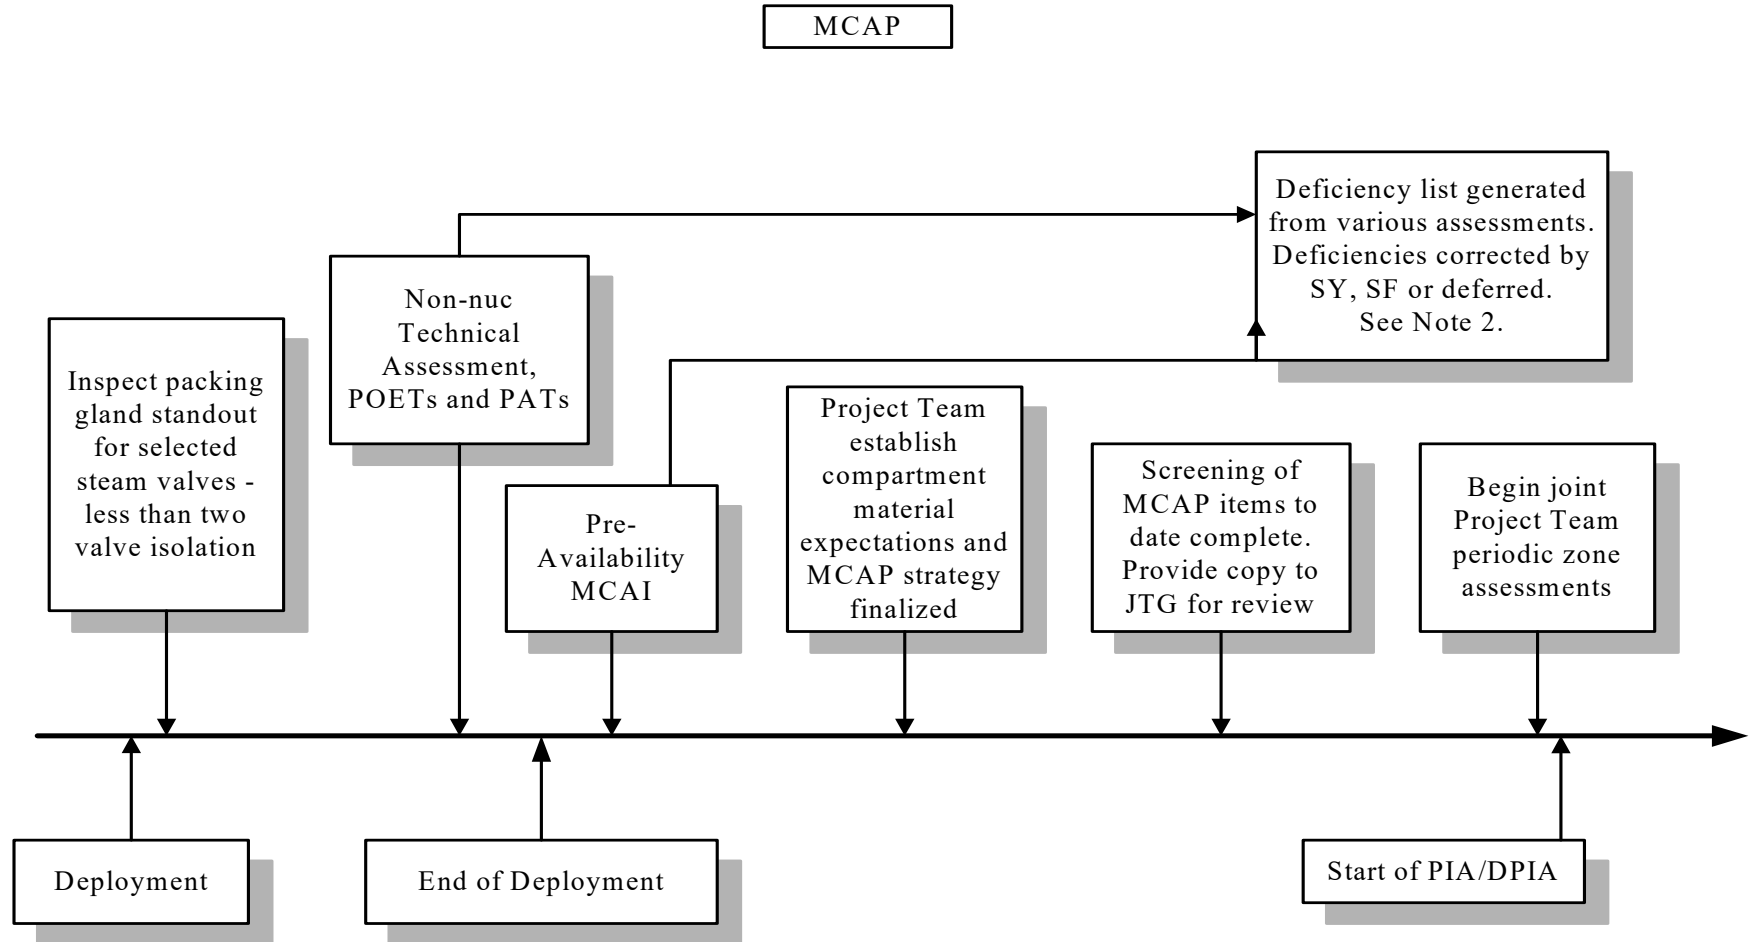 MCAP
Deficiency list generated
from various assessments.
Deficiencies corrected by
SY, SF or deferred.
See Note 2.
Non-nuc
Technical
Assessment,
POETs and PATs
Inspect packing
gland standout
for selected
steam valves -
less than two
valve isolation
Pre-
Availability
MCAI
Project Team
establish
compartment
material
expectations and
MCAP strategy
finalized
Screening of
MCAP items to
date complete.
Provide copy to
JTG for review
Begin joint
Project Team
periodic zone
assessments
Deployment
End of Deployment
Start of PIA/DPIA